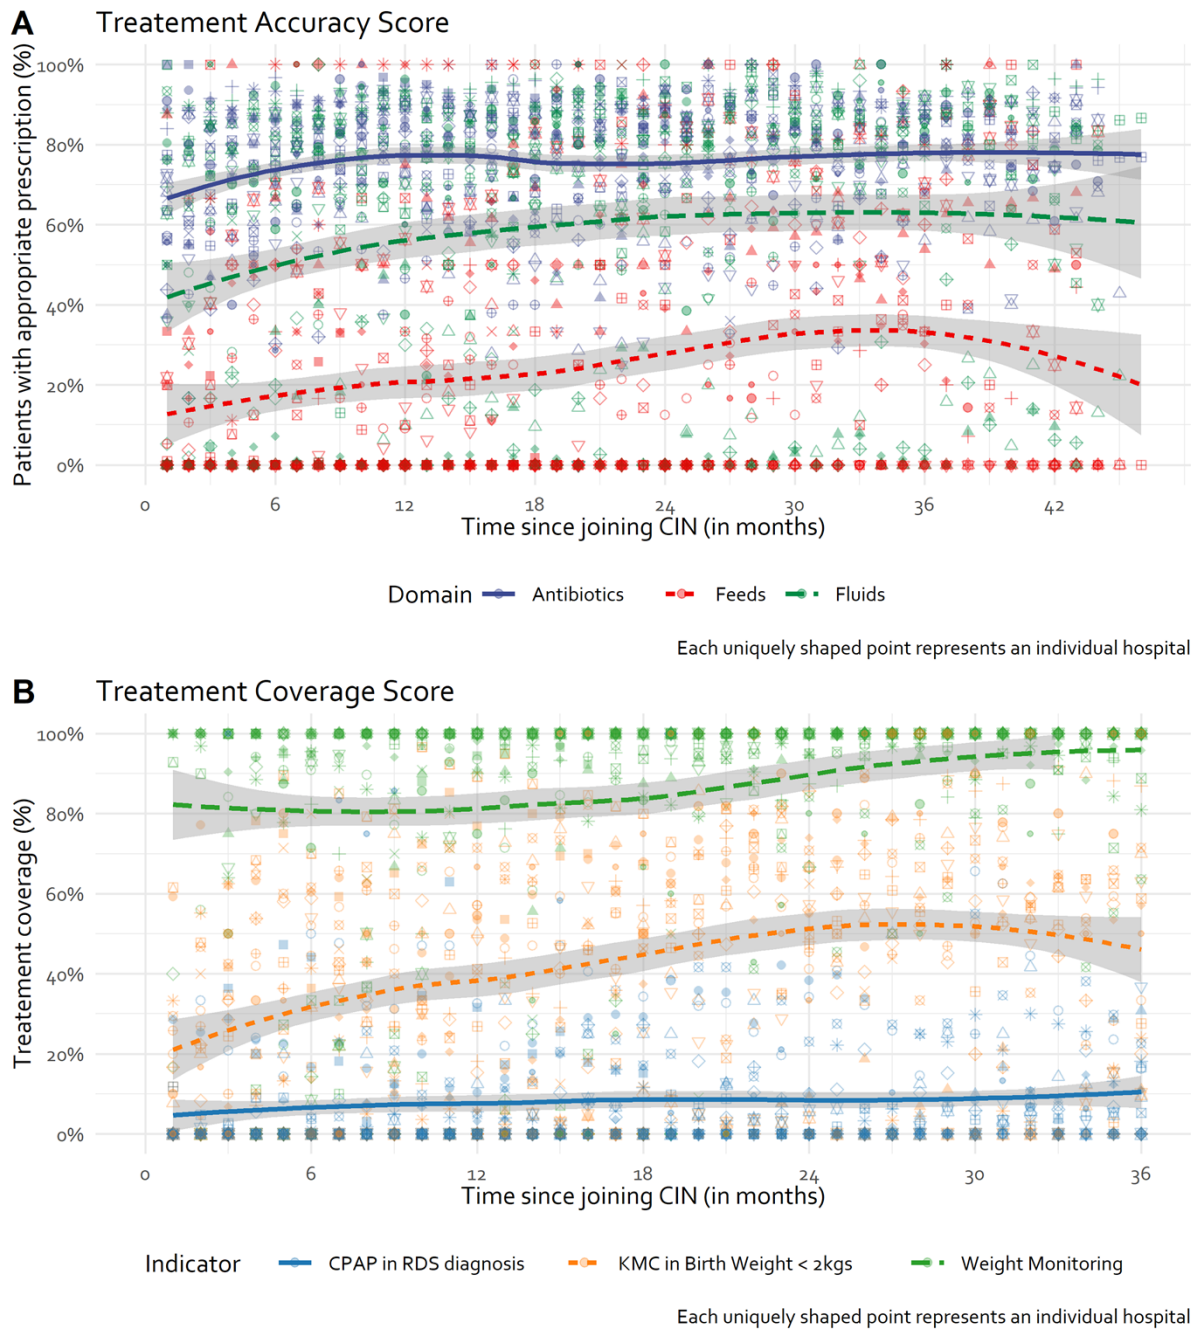 A Treatement Accuracy Score
Patients with appropriate prescription (%)
100%
80%
60%
40%
20%
0%
0 6 12 18 24 30 36 42
Time since joining CIN (in months)
Domain Antibiotics Feeds Fluids
Each uniquely shaped point represents an individual hospital
B Treatement Coverage Score
Treatement coverage (%)
100%
80%
60%
40%
20%
0%
0 6 12 18 24 30 36
Time since joining CIN (in months)
Indicator CPAP in RDS diagnosis KMC in Birth Weight < 2kgs Weight Monitoring
Each uniquely shaped point represents an individual hospital